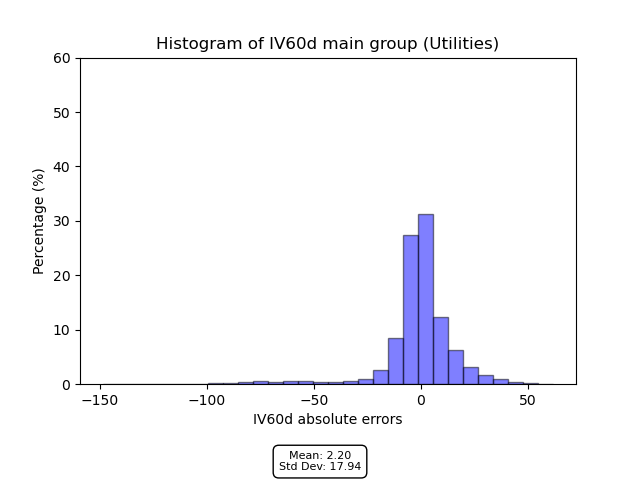 Histogram of IV60d main group (Utilities)
60
50
40
30
20
10
0
Percentage (%)
−150
−100
−50
0
50
IV60d absolute errors
Mean: 2.20
Std Dev: 17.94